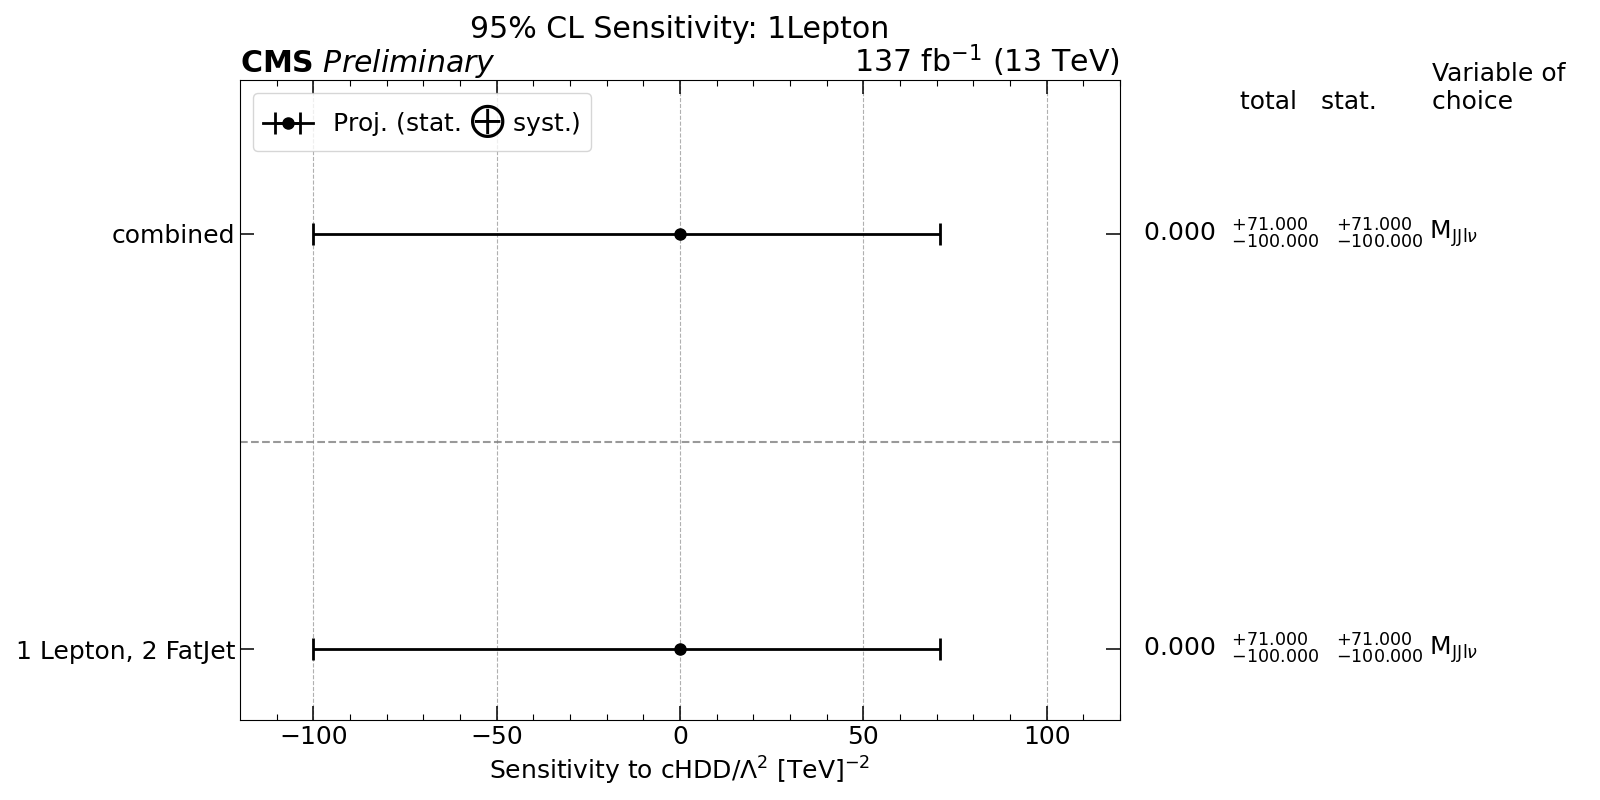 95% CL Sensitivity: 1Lepton
CMS Preliminary 137 fb⁻¹ (13 TeV)
total stat. Variable of choice
Proj. (stat. ⊕ syst.)
combined 0.000 +71.000 −100.000 +71.000 −100.000 M_JJlν
1 Lepton, 2 FatJet 0.000 +71.000 −100.000 +71.000 −100.000 M_JJlν
−100 −50 0 50 100
Sensitivity to cHDD/Λ² [TeV]⁻²